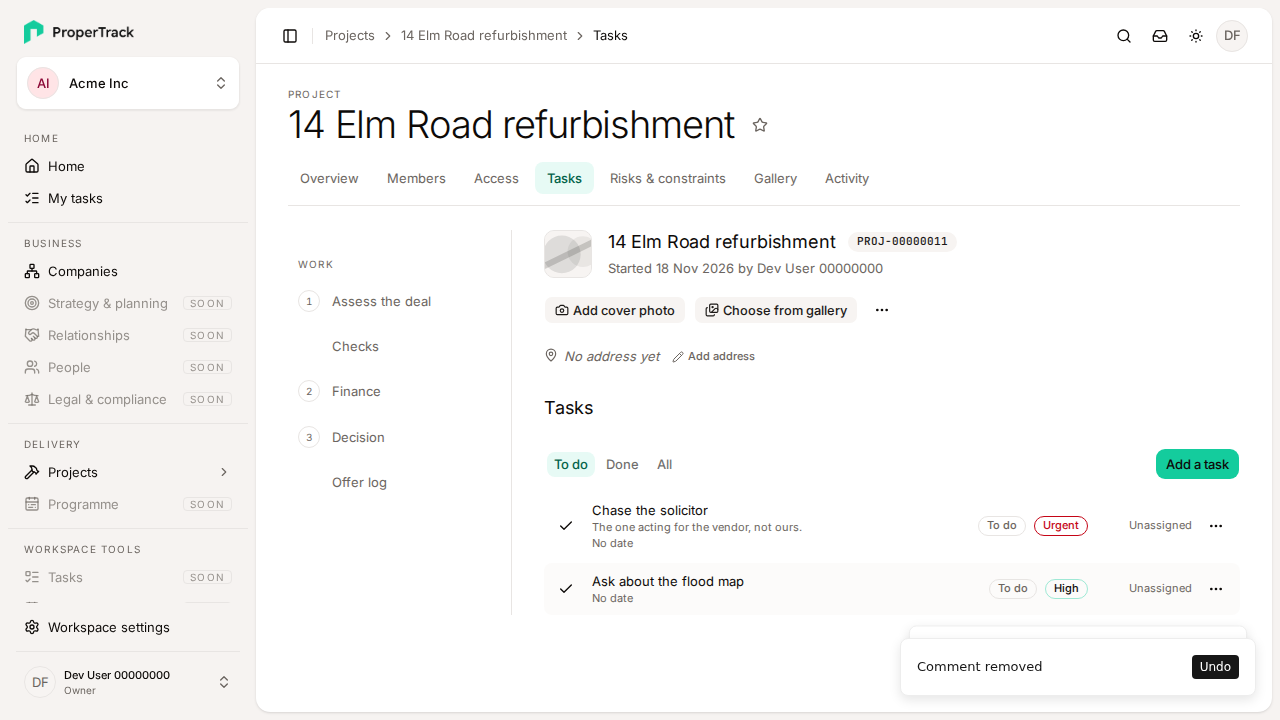 ProperTrack
AI
Acme Inc
HOME
Home
My tasks
BUSINESS
Companies
Strategy & planning SOON
Relationships SOON
People SOON
Legal & compliance SOON
DELIVERY
Projects
Programme SOON
WORKSPACE TOOLS
Tasks SOON
Workspace settings
DF
Dev User 00000000
Owner
Projects > 14 Elm Road refurbishment > Tasks
DF
PROJECT
14 Elm Road refurbishment
Overview Members Access Tasks Risks & constraints Gallery Activity
WORK
1 Assess the deal
Checks
2 Finance
3 Decision
Offer log
14 Elm Road refurbishment PROJ-00000011
Started 18 Nov 2026 by Dev User 00000000
Add cover photo Choose from gallery
No address yet Add address
Tasks
To do Done All Add a task
Chase the solicitor
The one acting for the vendor, not ours.
No date
To do Urgent Unassigned
Ask about the flood map
No date
To do High Unassigned
Comment removed Undo